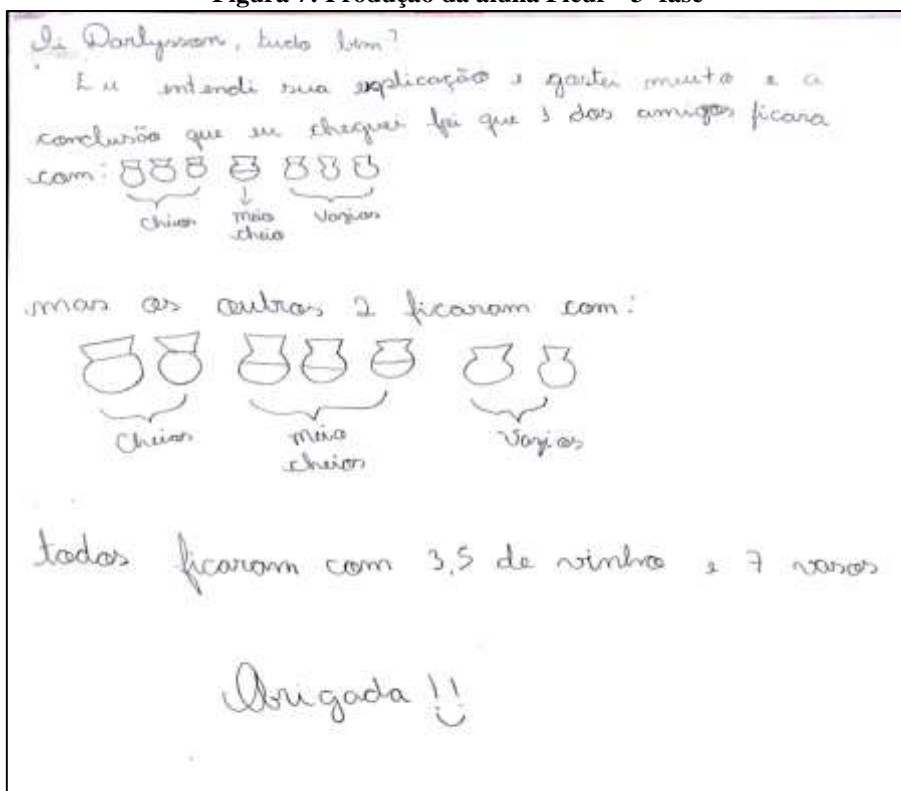 Figura 7: Produção da aluna Picul – 3ª fase
Oi Darlysson, tudo bem?
Eu entendi sua explicação e gostei muito e a
conclusão que eu cheguei foi que 1 dos amigos ficara
com:
Cheios meio Vazios
cheio
mas os outros 2 ficaram com:
Cheios meio Vazios
cheios
todos ficaram com 3,5 de vinho e 7 vasos
Obrigada !!